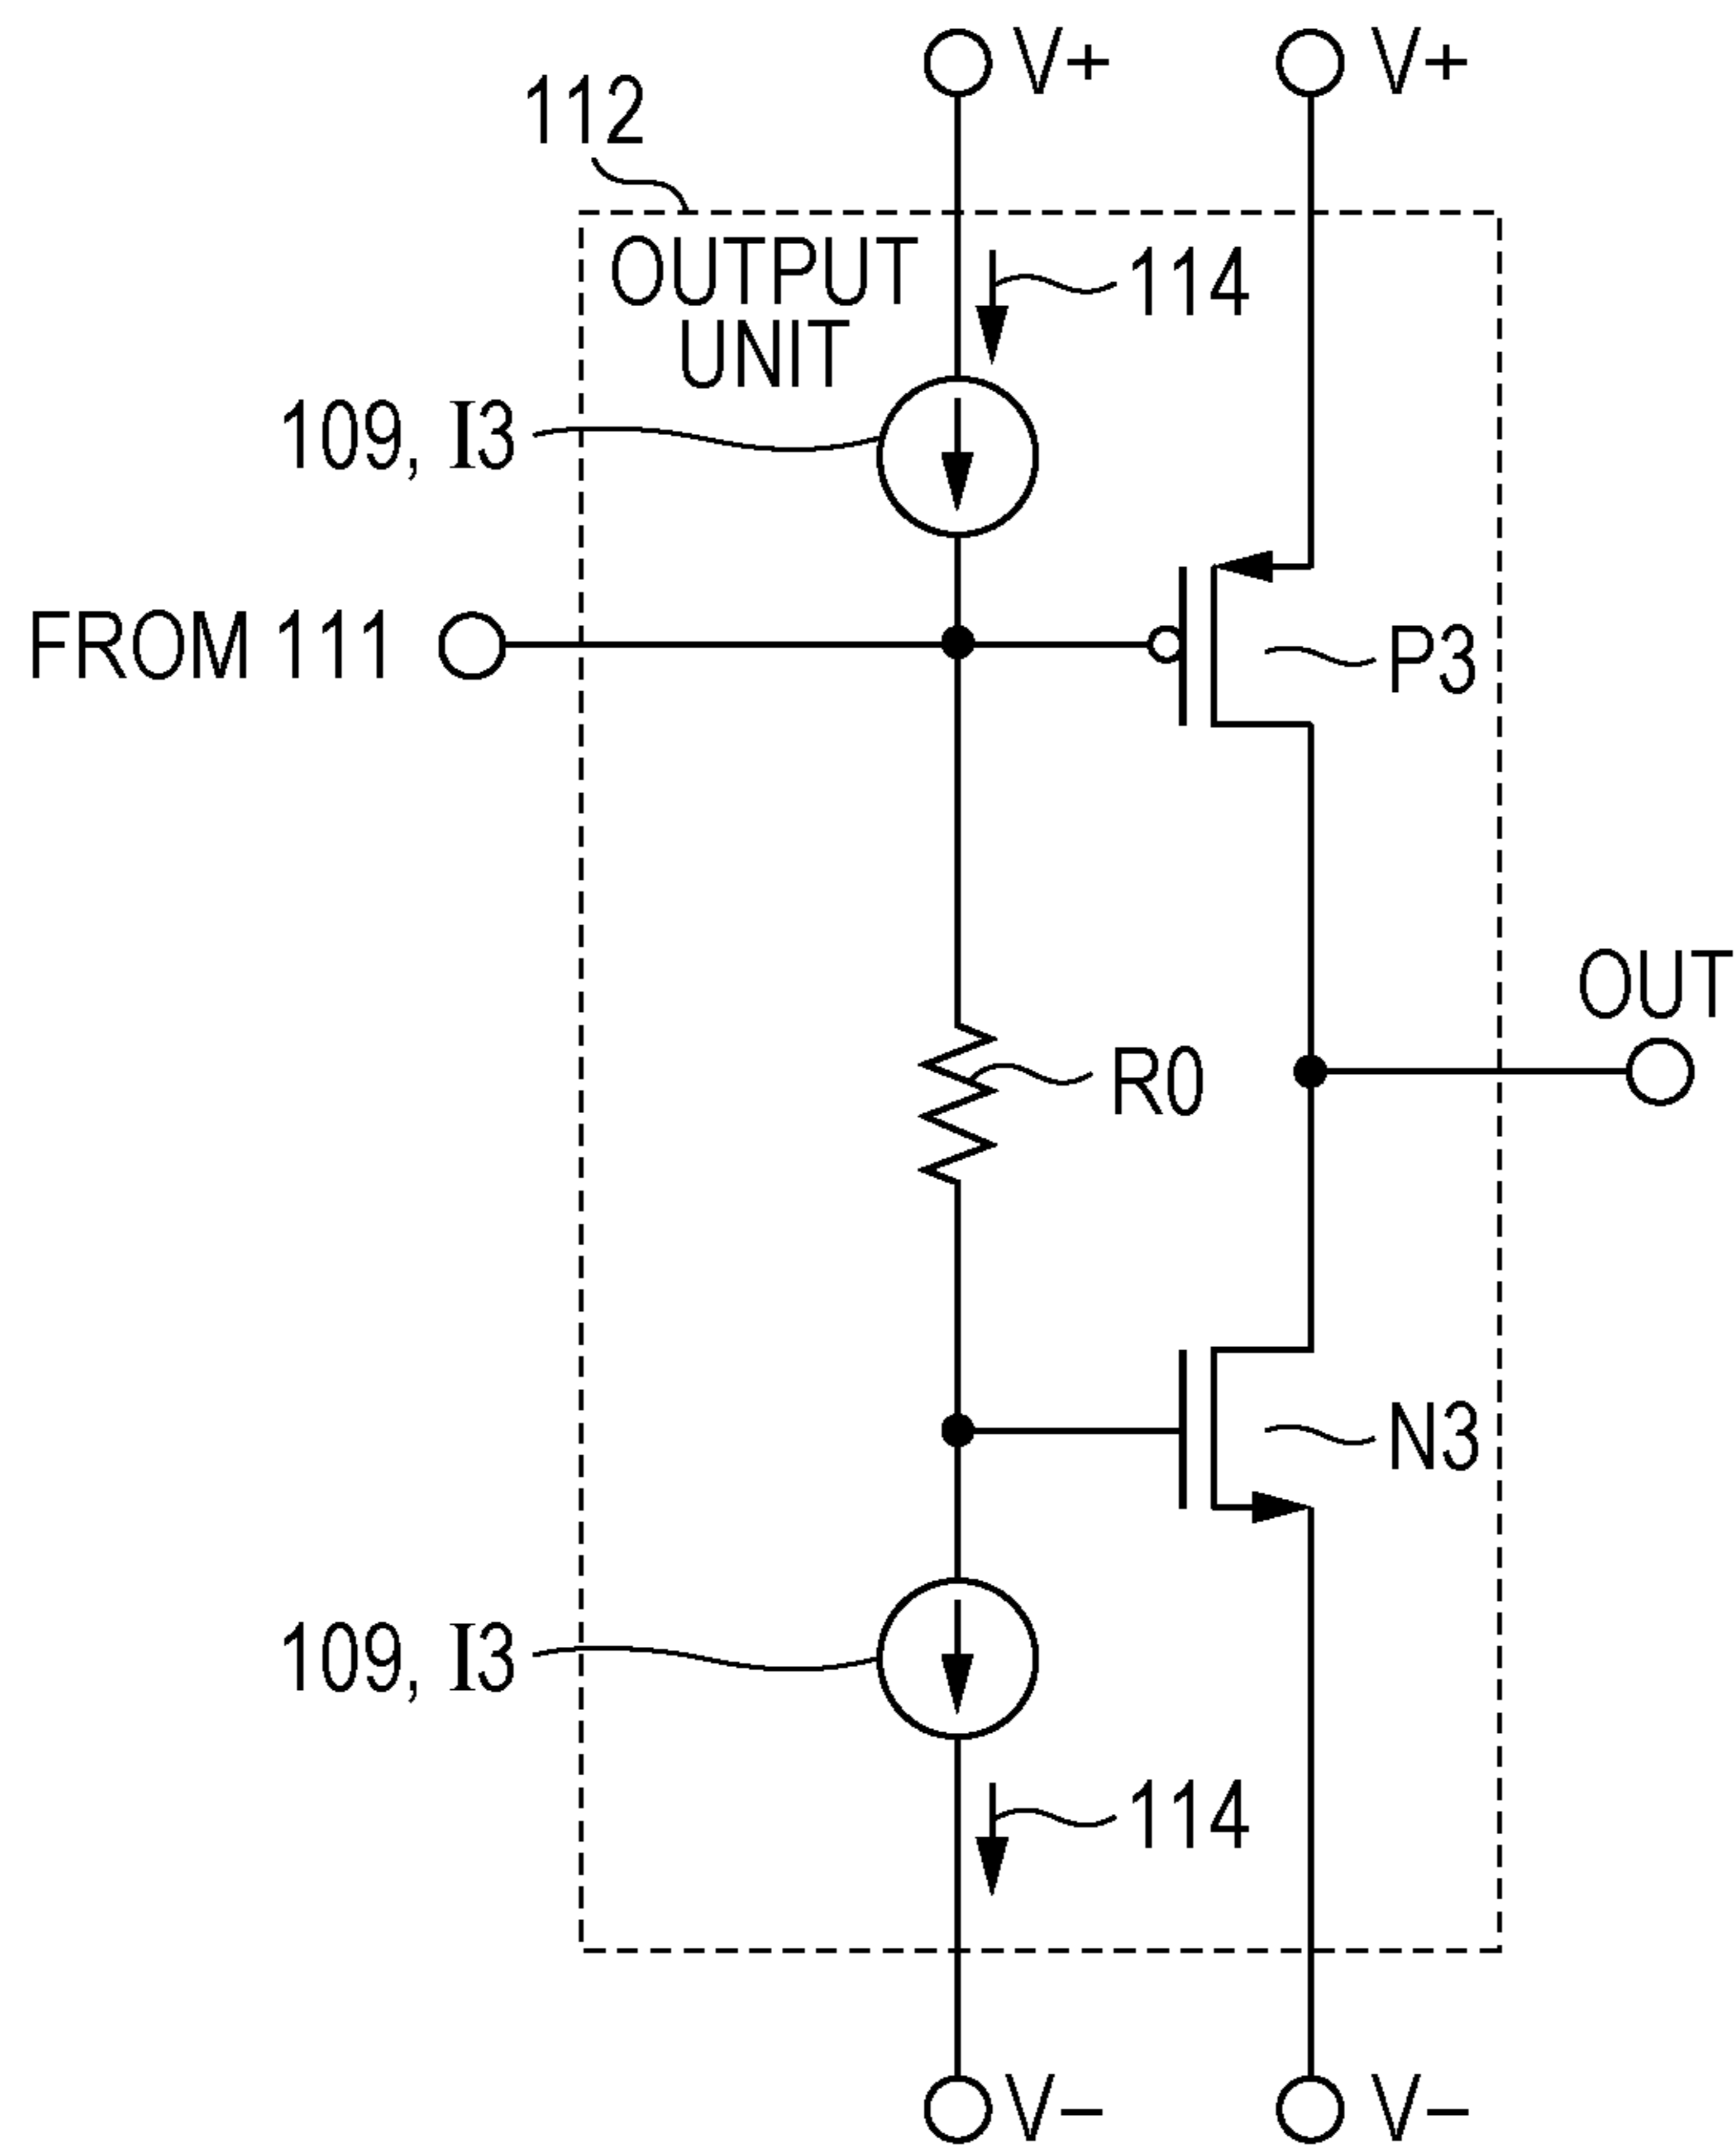 V+
V+
112
OUTPUT
UNIT
114
109, I3
FROM 111
P3
OUT
R0
N3
109, I3
114
V−
V−